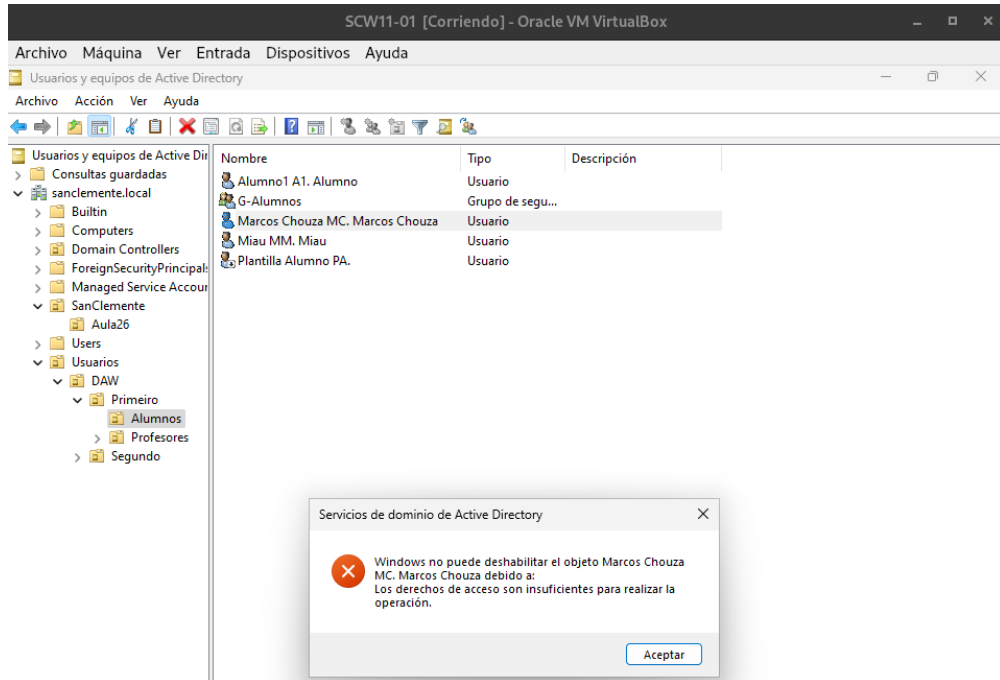 SCW11-01 [Corriendo] - Oracle VM VirtualBox
Archivo Máquina Ver Entrada Dispositivos Ayuda
Usuarios y equipos de Active Directory
Archivo Acción Ver Ayuda
Usuarios y equipos de Active Dir
Consultas guardadas
sanclemente.local
Builtin
Computers
Domain Controllers
ForeignSecurityPrincipals
Managed Service Accour
SanClemente
Aula26
Users
Usuarios
DAW
Primeiro
Alumnos
Profesores
Segundo
Nombre Tipo Descripción
Alumno1 A1. Alumno Usuario
G-Alumnos Grupo de segu...
Marcos Chouza MC. Marcos Chouza Usuario
Miau MM. Miau Usuario
Plantilla Alumno PA. Usuario
Servicios de dominio de Active Directory
Windows no puede deshabilitar el objeto Marcos Chouza
MC. Marcos Chouza debido a:
Los derechos de acceso son insuficientes para realizar la
operación.
Aceptar